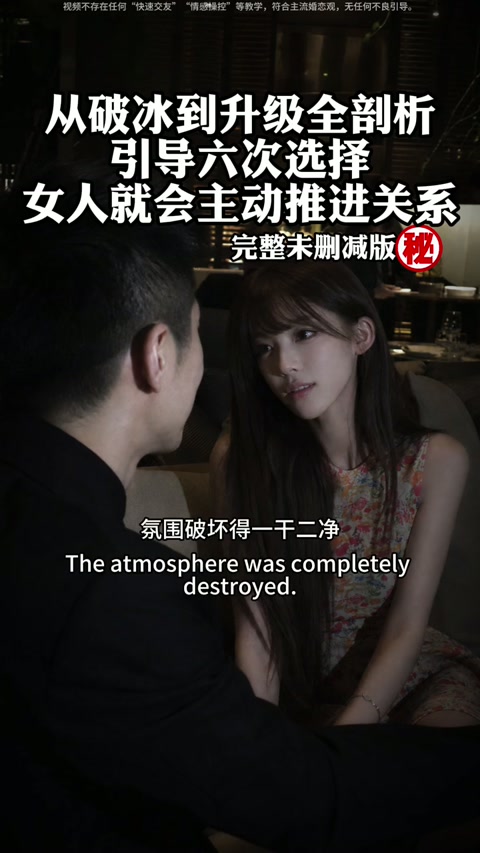 视频不存在任何“快速交友”“情感操控”等教学，符合主流婚恋观，无任何不良引导。
从破冰到升级全剖析
引导六次选择
女人就会主动推进关系
完整未删减版 秘
氛围破坏得一干二净
The atmosphere was completely
destroyed.